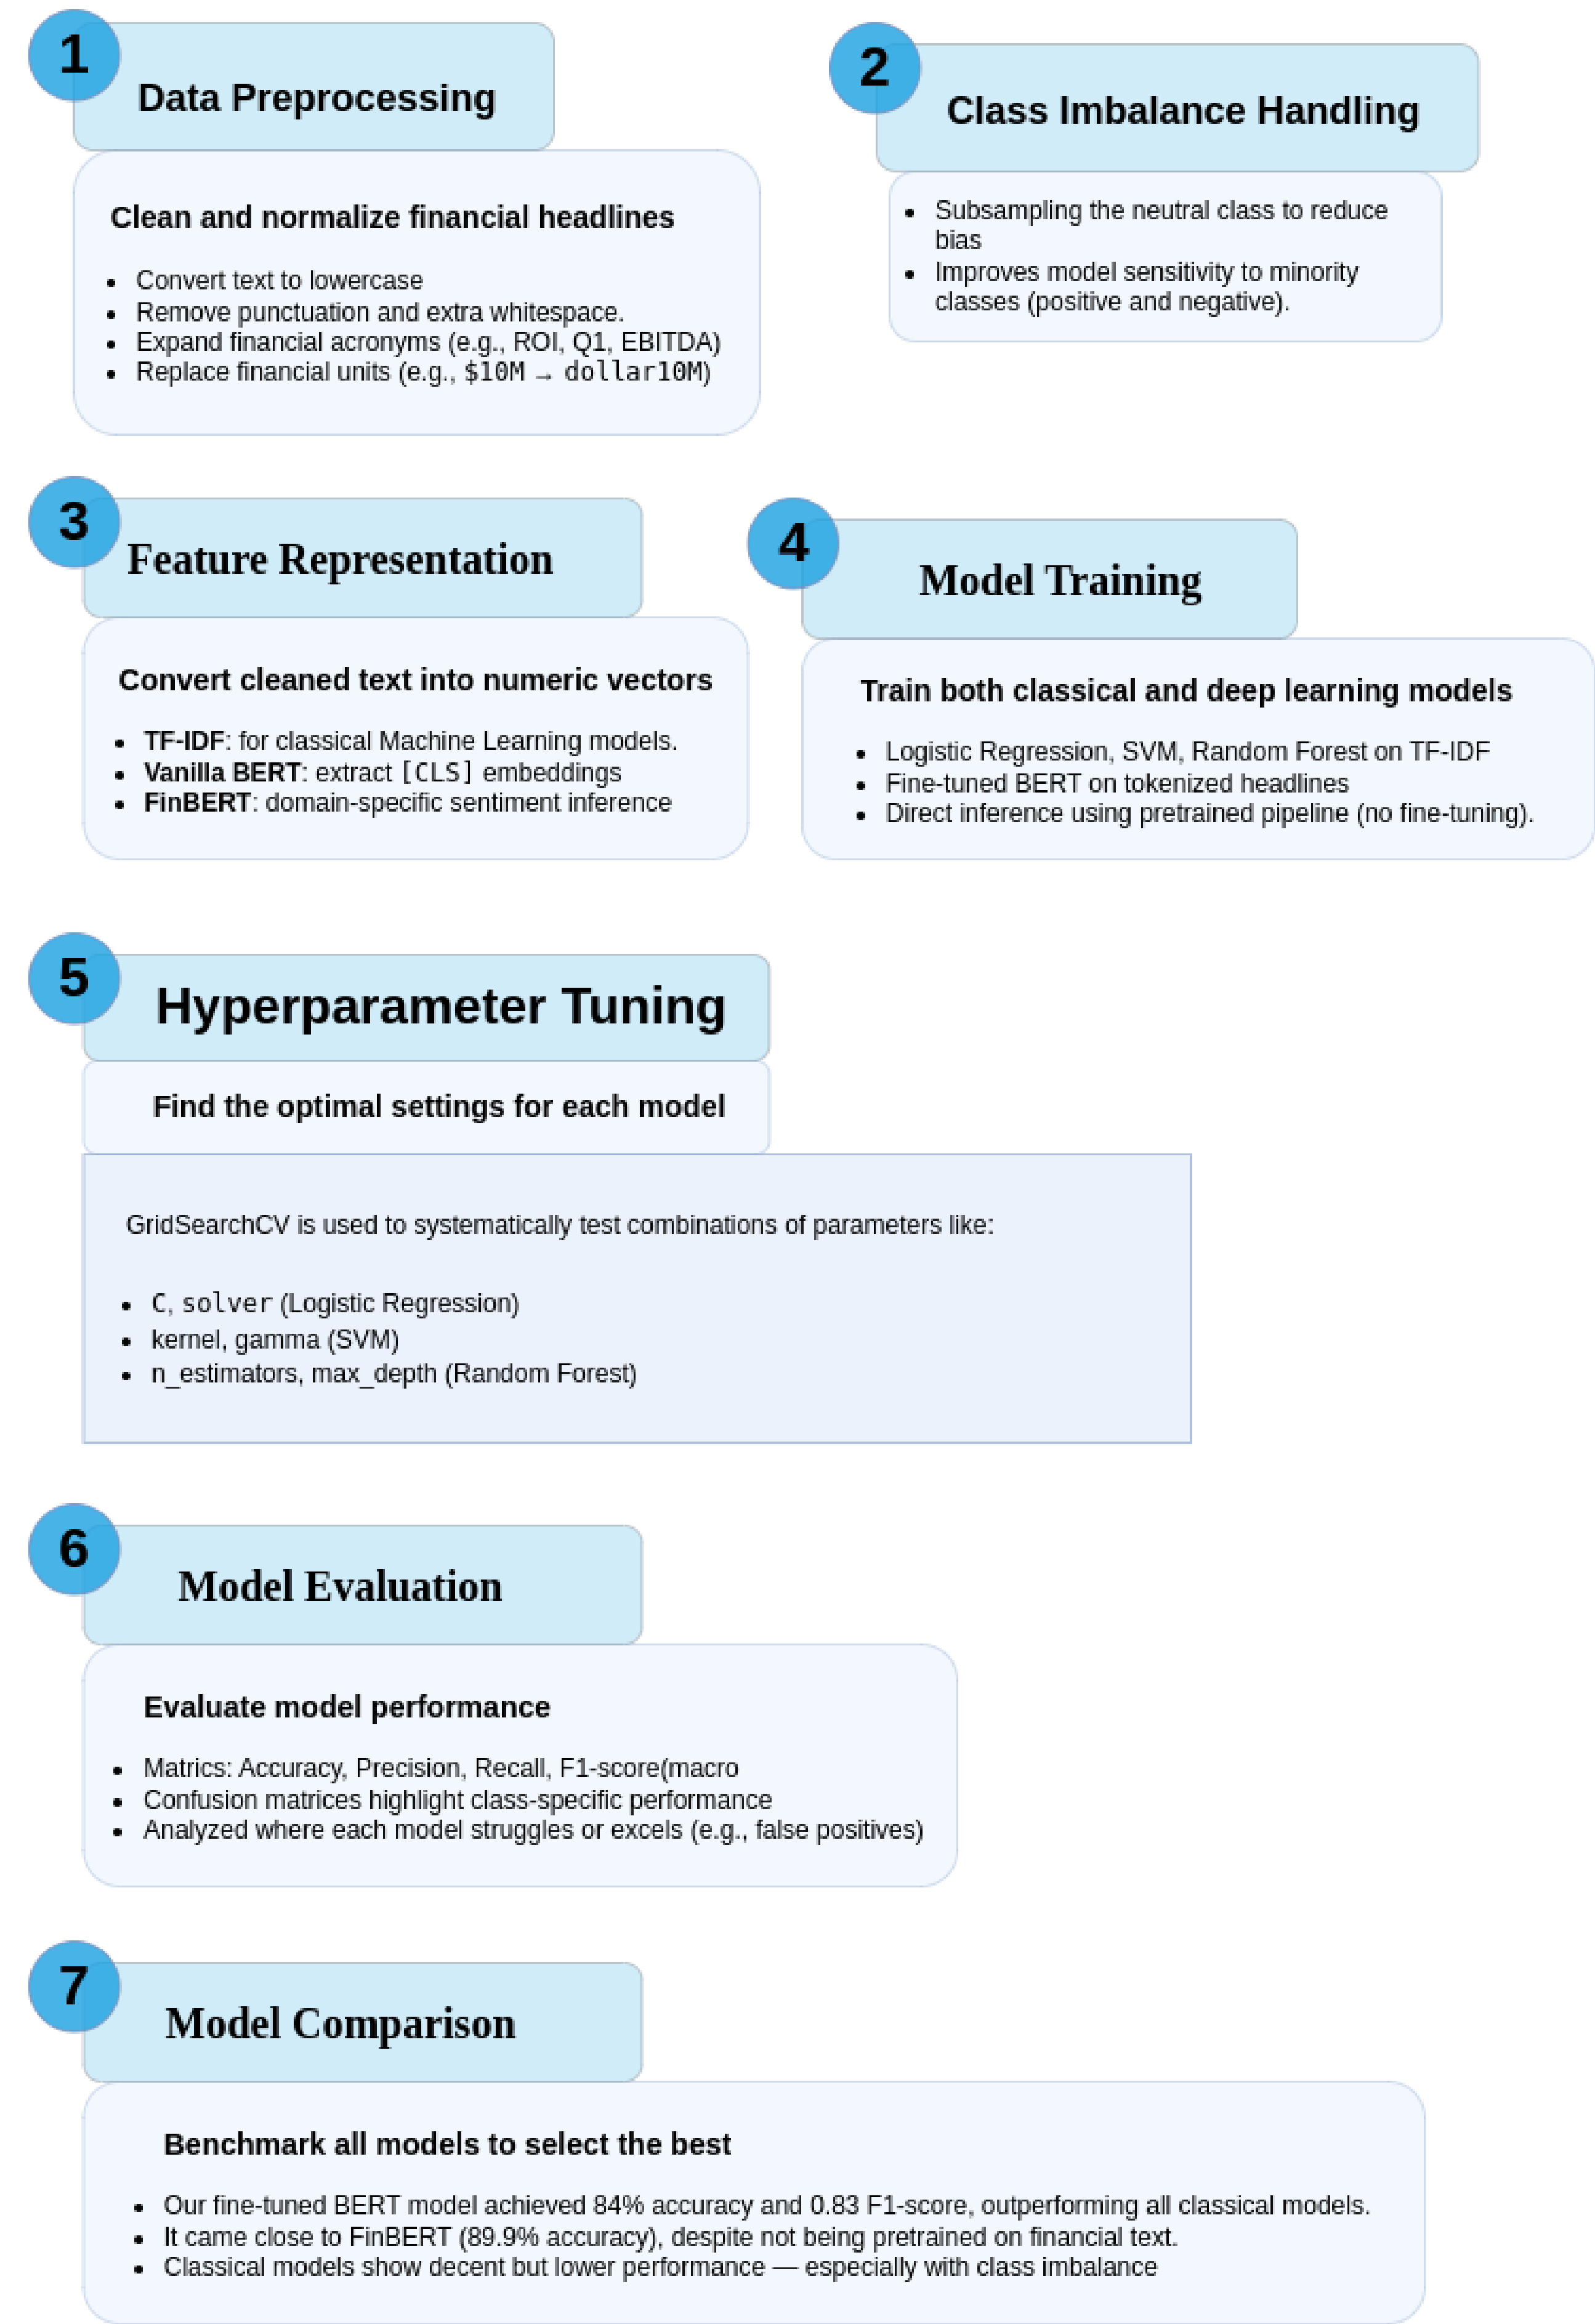 1
Data Preprocessing
Clean and normalize financial headlines
• Convert text to lowercase
• Remove punctuation and extra whitespace.
• Expand financial acronyms (e.g., ROI, Q1, EBITDA)
• Replace financial units (e.g., $10M → dollar10M)
2
Class Imbalance Handling
• Subsampling the neutral class to reduce
bias
• Improves model sensitivity to minority
classes (positive and negative).
3
Feature Representation
Convert cleaned text into numeric vectors
• TF-IDF: for classical Machine Learning models.
• Vanilla BERT: extract [CLS] embeddings
• FinBERT: domain-specific sentiment inference
4
Model Training
Train both classical and deep learning models
• Logistic Regression, SVM, Random Forest on TF-IDF
• Fine-tuned BERT on tokenized headlines
• Direct inference using pretrained pipeline (no fine-tuning).
5
Hyperparameter Tuning
Find the optimal settings for each model
GridSearchCV is used to systematically test combinations of parameters like:
• C, solver (Logistic Regression)
• kernel, gamma (SVM)
• n_estimators, max_depth (Random Forest)
6
Model Evaluation
Evaluate model performance
• Matrics: Accuracy, Precision, Recall, F1-score(macro
• Confusion matrices highlight class-specific performance
• Analyzed where each model struggles or excels (e.g., false positives)
7
Model Comparison
Benchmark all models to select the best
• Our fine-tuned BERT model achieved 84% accuracy and 0.83 F1-score, outperforming all classical models.
• It came close to FinBERT (89.9% accuracy), despite not being pretrained on financial text.
• Classical models show decent but lower performance — especially with class imbalance